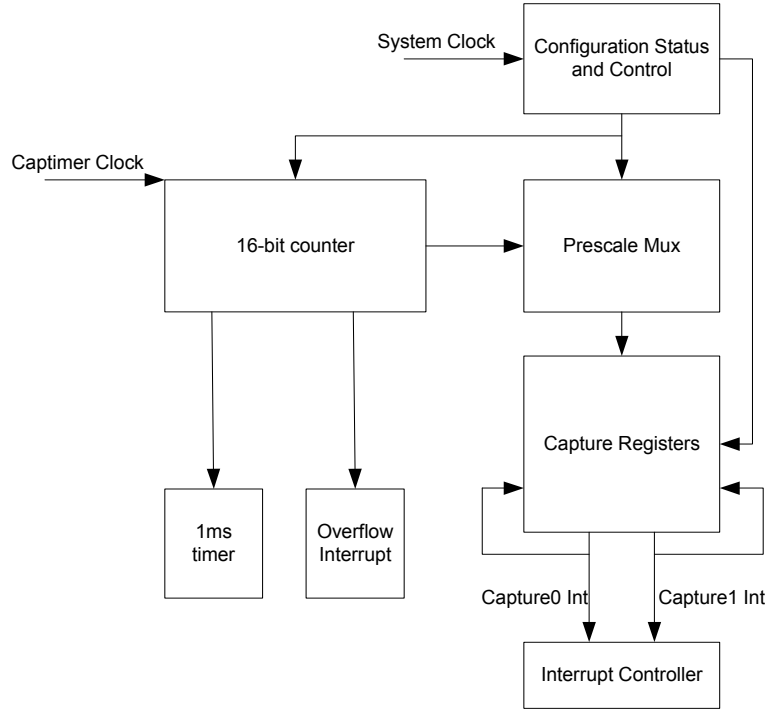 System Clock
Configuration Status
and Control
Captimer Clock
16-bit counter
Prescale Mux
Capture Registers
1ms
timer
Overflow
Interrupt
Capture0 Int
Capture1 Int
Interrupt Controller